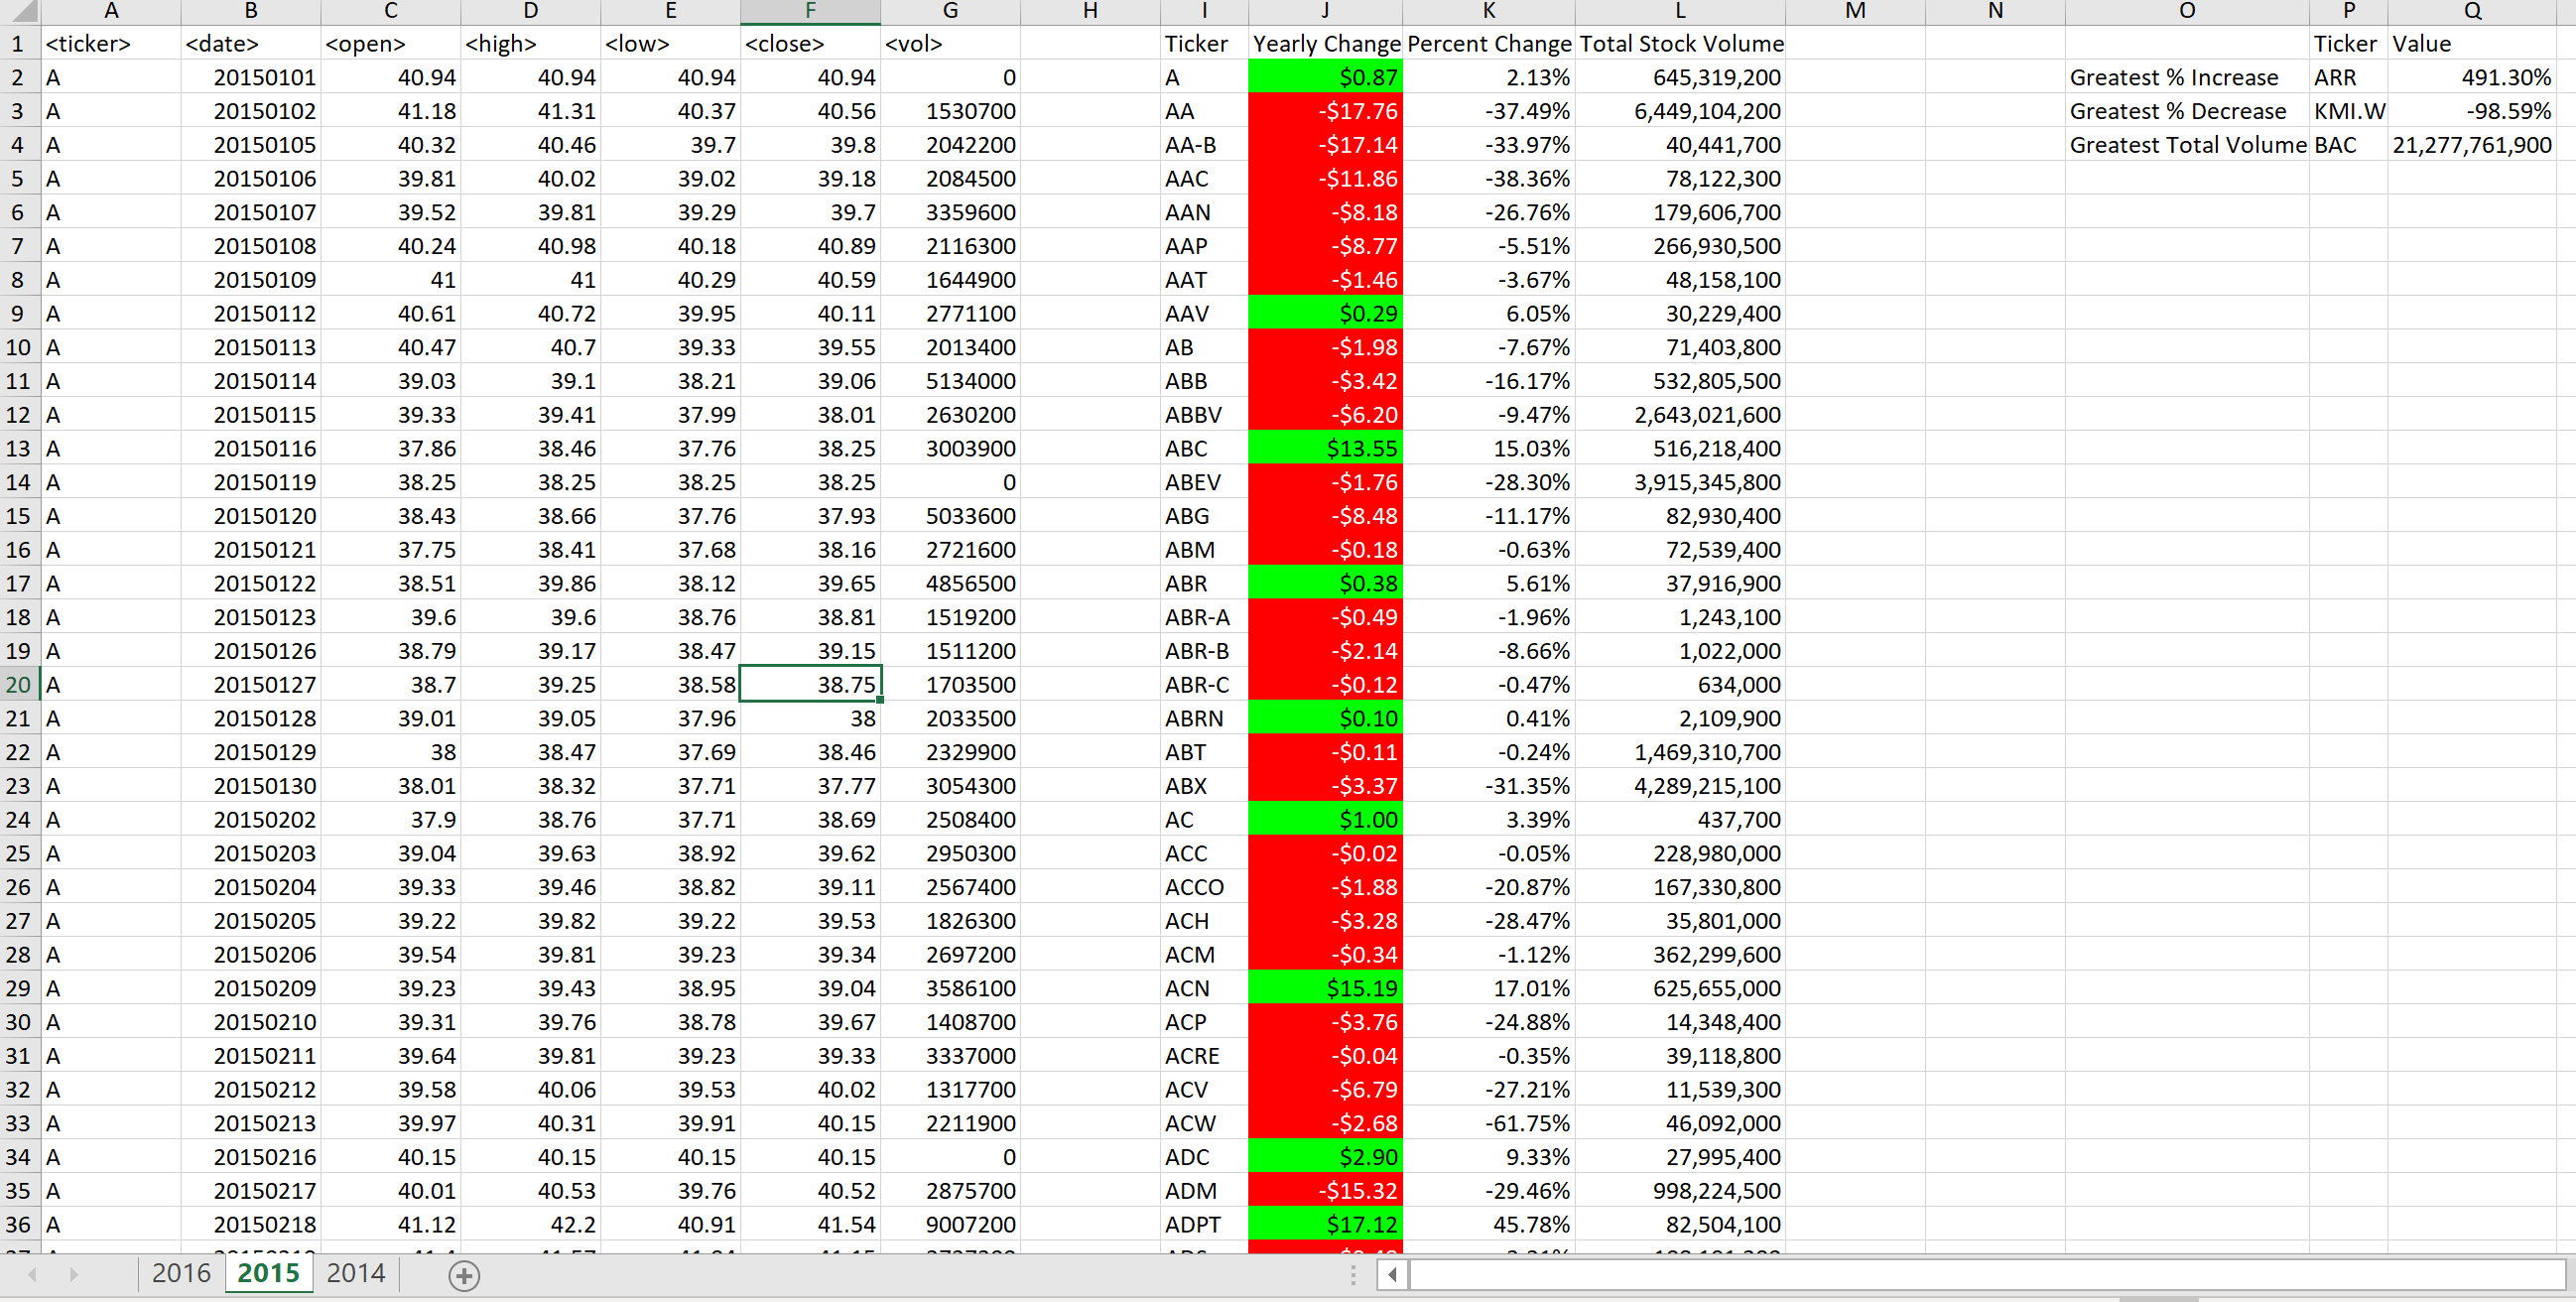 A B C D E F G H I J K L M N O P Q
1 <ticker> <date> <open> <high> <low> <close> <vol> Ticker Yearly Change Percent Change Total Stock Volume Ticker Value
2 A 20150101 40.94 40.94 40.94 40.94 0 A $0.87 2.13% 645,319,200 Greatest % Increase ARR 491.30%
3 A 20150102 41.18 41.31 40.37 40.56 1530700 AA -$17.76 -37.49% 6,449,104,200 Greatest % Decrease KMI.W -98.59%
4 A 20150105 40.32 40.46 39.7 39.8 2042200 AA-B -$17.14 -33.97% 40,441,700 Greatest Total Volume BAC 21,277,761,900
5 A 20150106 39.81 40.02 39.02 39.18 2084500 AAC -$11.86 -38.36% 78,122,300
6 A 20150107 39.52 39.81 39.29 39.7 3359600 AAN -$8.18 -26.76% 179,606,700
7 A 20150108 40.24 40.98 40.18 40.89 2116300 AAP -$8.77 -5.51% 266,930,500
8 A 20150109 41 41 40.29 40.59 1644900 AAT -$1.46 -3.67% 48,158,100
9 A 20150112 40.61 40.72 39.95 40.11 2771100 AAV $0.29 6.05% 30,229,400
10 A 20150113 40.47 40.7 39.33 39.55 2013400 AB -$1.98 -7.67% 71,403,800
11 A 20150114 39.03 39.1 38.21 39.06 5134000 ABB -$3.42 -16.17% 532,805,500
12 A 20150115 39.33 39.41 37.99 38.01 2630200 ABBV -$6.20 -9.47% 2,643,021,600
13 A 20150116 37.86 38.46 37.76 38.25 3003900 ABC $13.55 15.03% 516,218,400
14 A 20150119 38.25 38.25 38.25 38.25 0 ABEV -$1.76 -28.30% 3,915,345,800
15 A 20150120 38.43 38.66 37.76 37.93 5033600 ABG -$8.48 -11.17% 82,930,400
16 A 20150121 37.75 38.41 37.68 38.16 2721600 ABM -$0.18 -0.63% 72,539,400
17 A 20150122 38.51 39.86 38.12 39.65 4856500 ABR $0.38 5.61% 37,916,900
18 A 20150123 39.6 39.6 38.76 38.81 1519200 ABR-A -$0.49 -1.96% 1,243,100
19 A 20150126 38.79 39.17 38.47 39.15 1511200 ABR-B -$2.14 -8.66% 1,022,000
20 A 20150127 38.7 39.25 38.58 38.75 1703500 ABR-C -$0.12 -0.47% 634,000
21 A 20150128 39.01 39.05 37.96 38 2033500 ABRN $0.10 0.41% 2,109,900
22 A 20150129 38 38.47 37.69 38.46 2329900 ABT -$0.11 -0.24% 1,469,310,700
23 A 20150130 38.01 38.32 37.71 37.77 3054300 ABX -$3.37 -31.35% 4,289,215,100
24 A 20150202 37.9 38.76 37.71 38.69 2508400 AC $1.00 3.39% 437,700
25 A 20150203 39.04 39.63 38.92 39.62 2950300 ACC -$0.02 -0.05% 228,980,000
26 A 20150204 39.33 39.46 38.82 39.11 2567400 ACCO -$1.88 -20.87% 167,330,800
27 A 20150205 39.22 39.82 39.22 39.53 1826300 ACH -$3.28 -28.47% 35,801,000
28 A 20150206 39.54 39.81 39.23 39.34 2697200 ACM -$0.34 -1.12% 362,299,600
29 A 20150209 39.23 39.43 38.95 39.04 3586100 ACN $15.19 17.01% 625,655,000
30 A 20150210 39.31 39.76 38.78 39.67 1408700 ACP -$3.76 -24.88% 14,348,400
31 A 20150211 39.64 39.81 39.23 39.33 3337000 ACRE -$0.04 -0.35% 39,118,800
32 A 20150212 39.58 40.06 39.53 40.02 1317700 ACV -$6.79 -27.21% 11,539,300
33 A 20150213 39.97 40.31 39.91 40.15 2211900 ACW -$2.68 -61.75% 46,092,000
34 A 20150216 40.15 40.15 40.15 40.15 0 ADC $2.90 9.33% 27,995,400
35 A 20150217 40.01 40.53 39.76 40.52 2875700 ADM -$15.32 -29.46% 998,224,500
36 A 20150218 41.12 42.2 40.91 41.54 9007200 ADPT $17.12 45.78% 82,504,100
2016 2015 2014